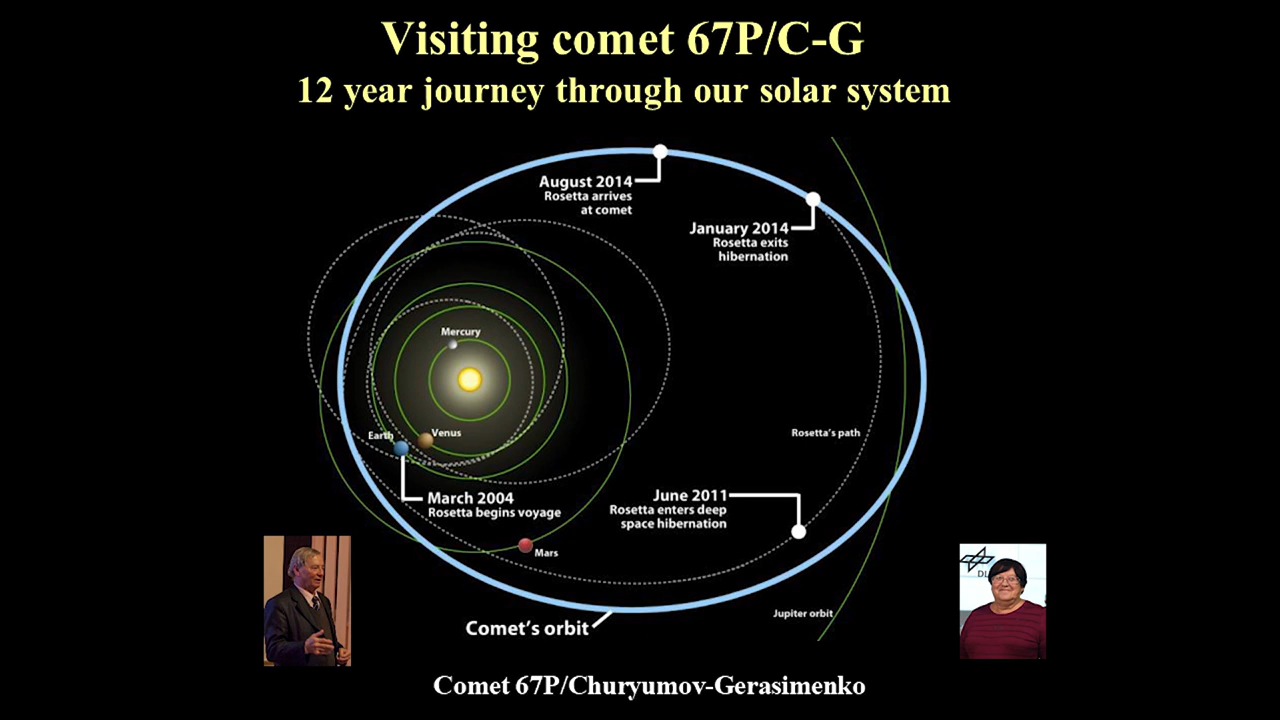 Visiting comet 67P/C-G
12 year journey through our solar system
August 2014
Rosetta arrives
at comet
January 2014
Rosetta exits
hibernation
Mercury
Earth
Venus
Rosetta's path
March 2004
Rosetta begins voyage
June 2011
Rosetta enters deep
space hibernation
Mars
Jupiter orbit
Comet's orbit
DL
Comet 67P/Churyumov-Gerasimenko